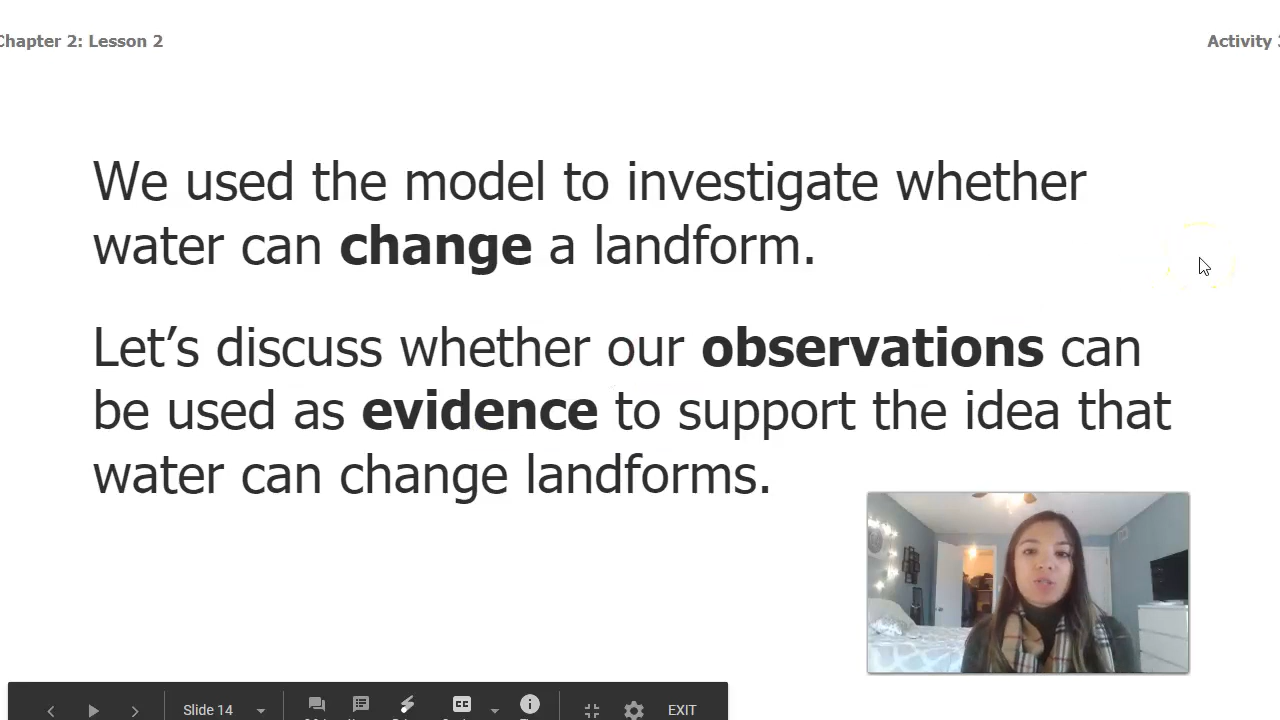 Chapter 2: Lesson 2
Activity 3
We used the model to investigate whether
water can change a landform.
Let’s discuss whether our observations can
be used as evidence to support the idea that
water can change landforms.
Slide 14
CC
EXIT